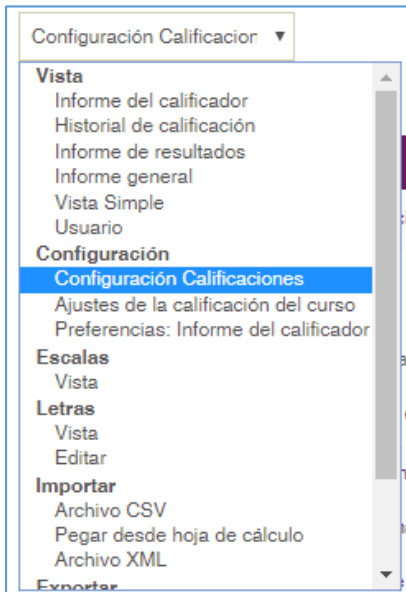 Configuración Calificacion
Vista
Informe del calificador
Historial de calificación
Informe de resultados
Informe general
Vista Simple
Usuario
Configuración
Configuración Calificaciones
Ajustes de la calificación del curso
Preferencias: Informe del calificador
Escalas
Vista
Letras
Vista
Editar
Importar
Archivo CSV
Pegar desde hoja de cálculo
Archivo XML
Exportar